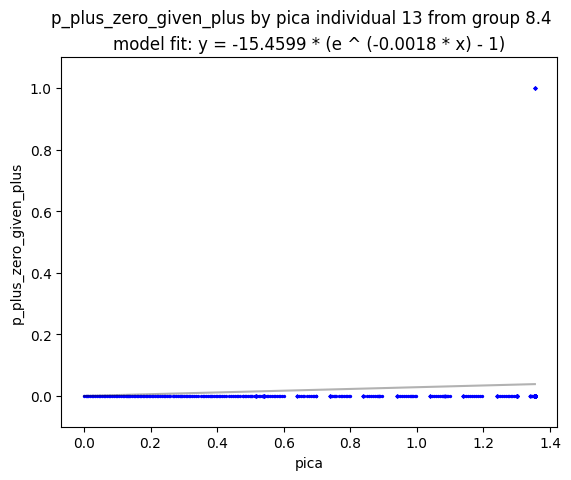 p_plus_zero_given_plus by pica individual 13 from group 8.4
model fit: y = -15.4599 * (e ^ (-0.0018 * x) - 1)
1.0
0.8
0.6
0.4
0.2
0.0
p_plus_zero_given_plus
0.0 0.2 0.4 0.6 0.8 1.0 1.2 1.4
pica